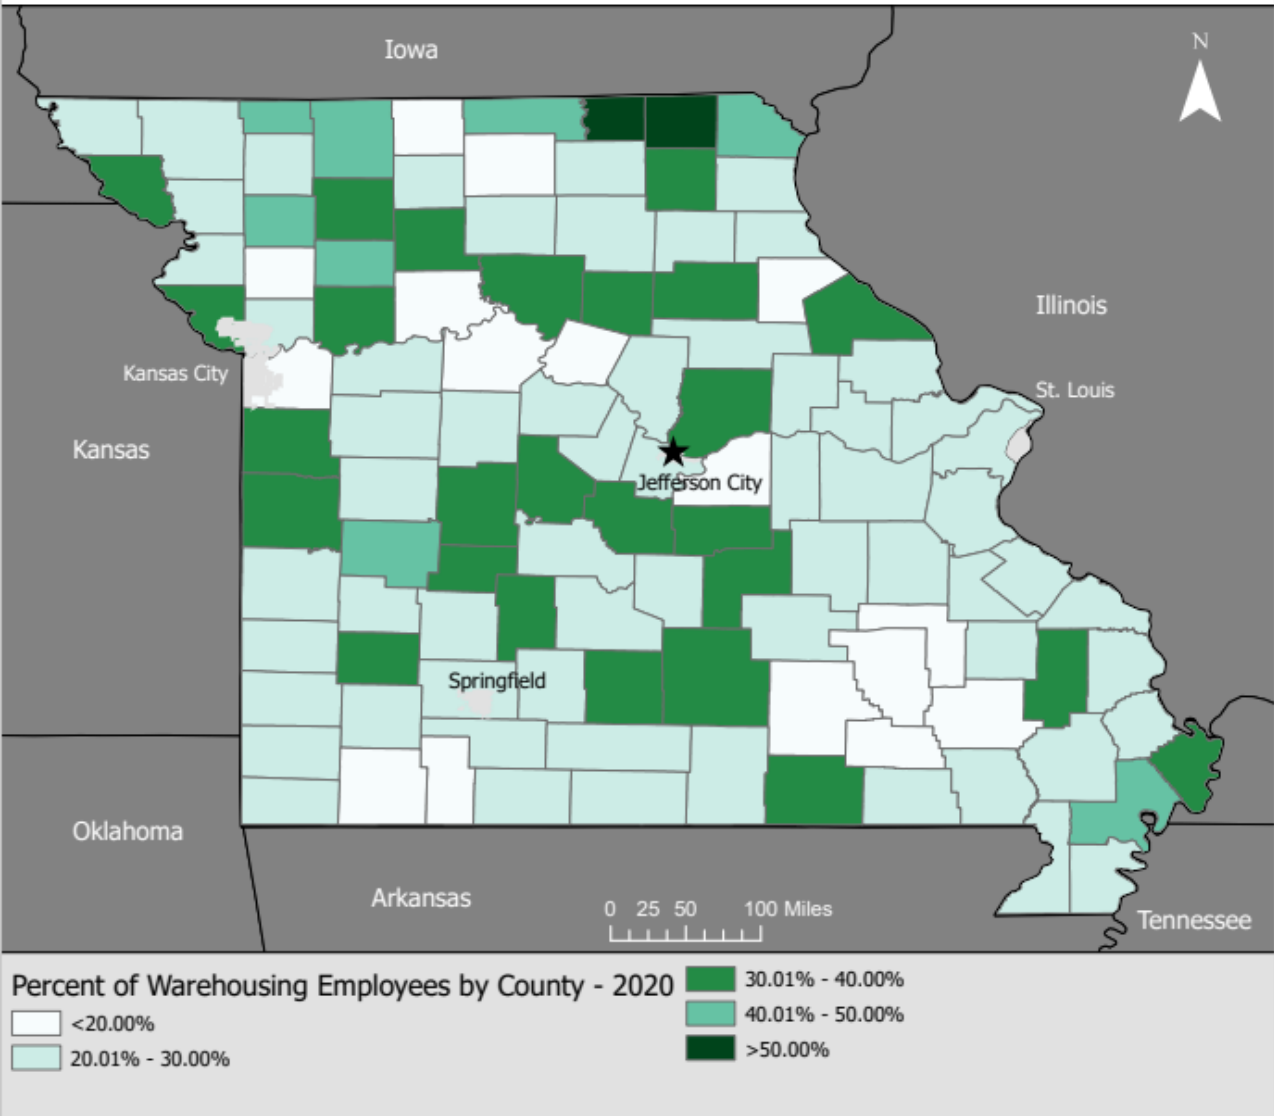 Iowa
N
Illinois
Kansas City
St. Louis
Kansas
Jefferson City
Springfield
Oklahoma
Arkansas
0 25 50 100 Miles
Tennessee
Percent of Warehousing Employees by County - 2020
<20.00%
20.01% - 30.00%
30.01% - 40.00%
40.01% - 50.00%
>50.00%